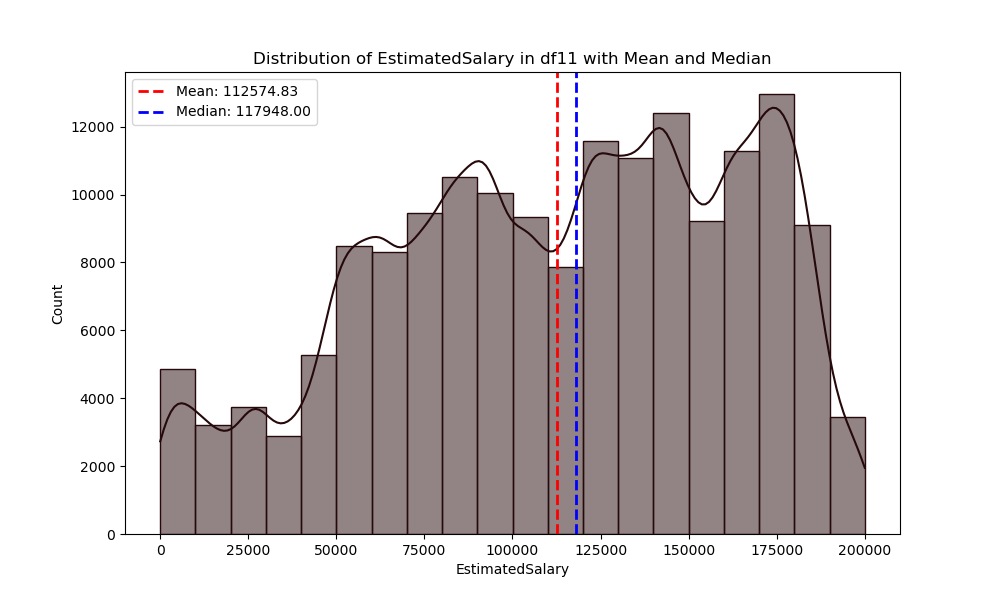 Distribution of EstimatedSalary in df11 with Mean and Median
Mean: 112574.83
Median: 117948.00
Count
12000
10000
8000
6000
4000
2000
0
0 25000 50000 75000 100000 125000 150000 175000 200000
EstimatedSalary